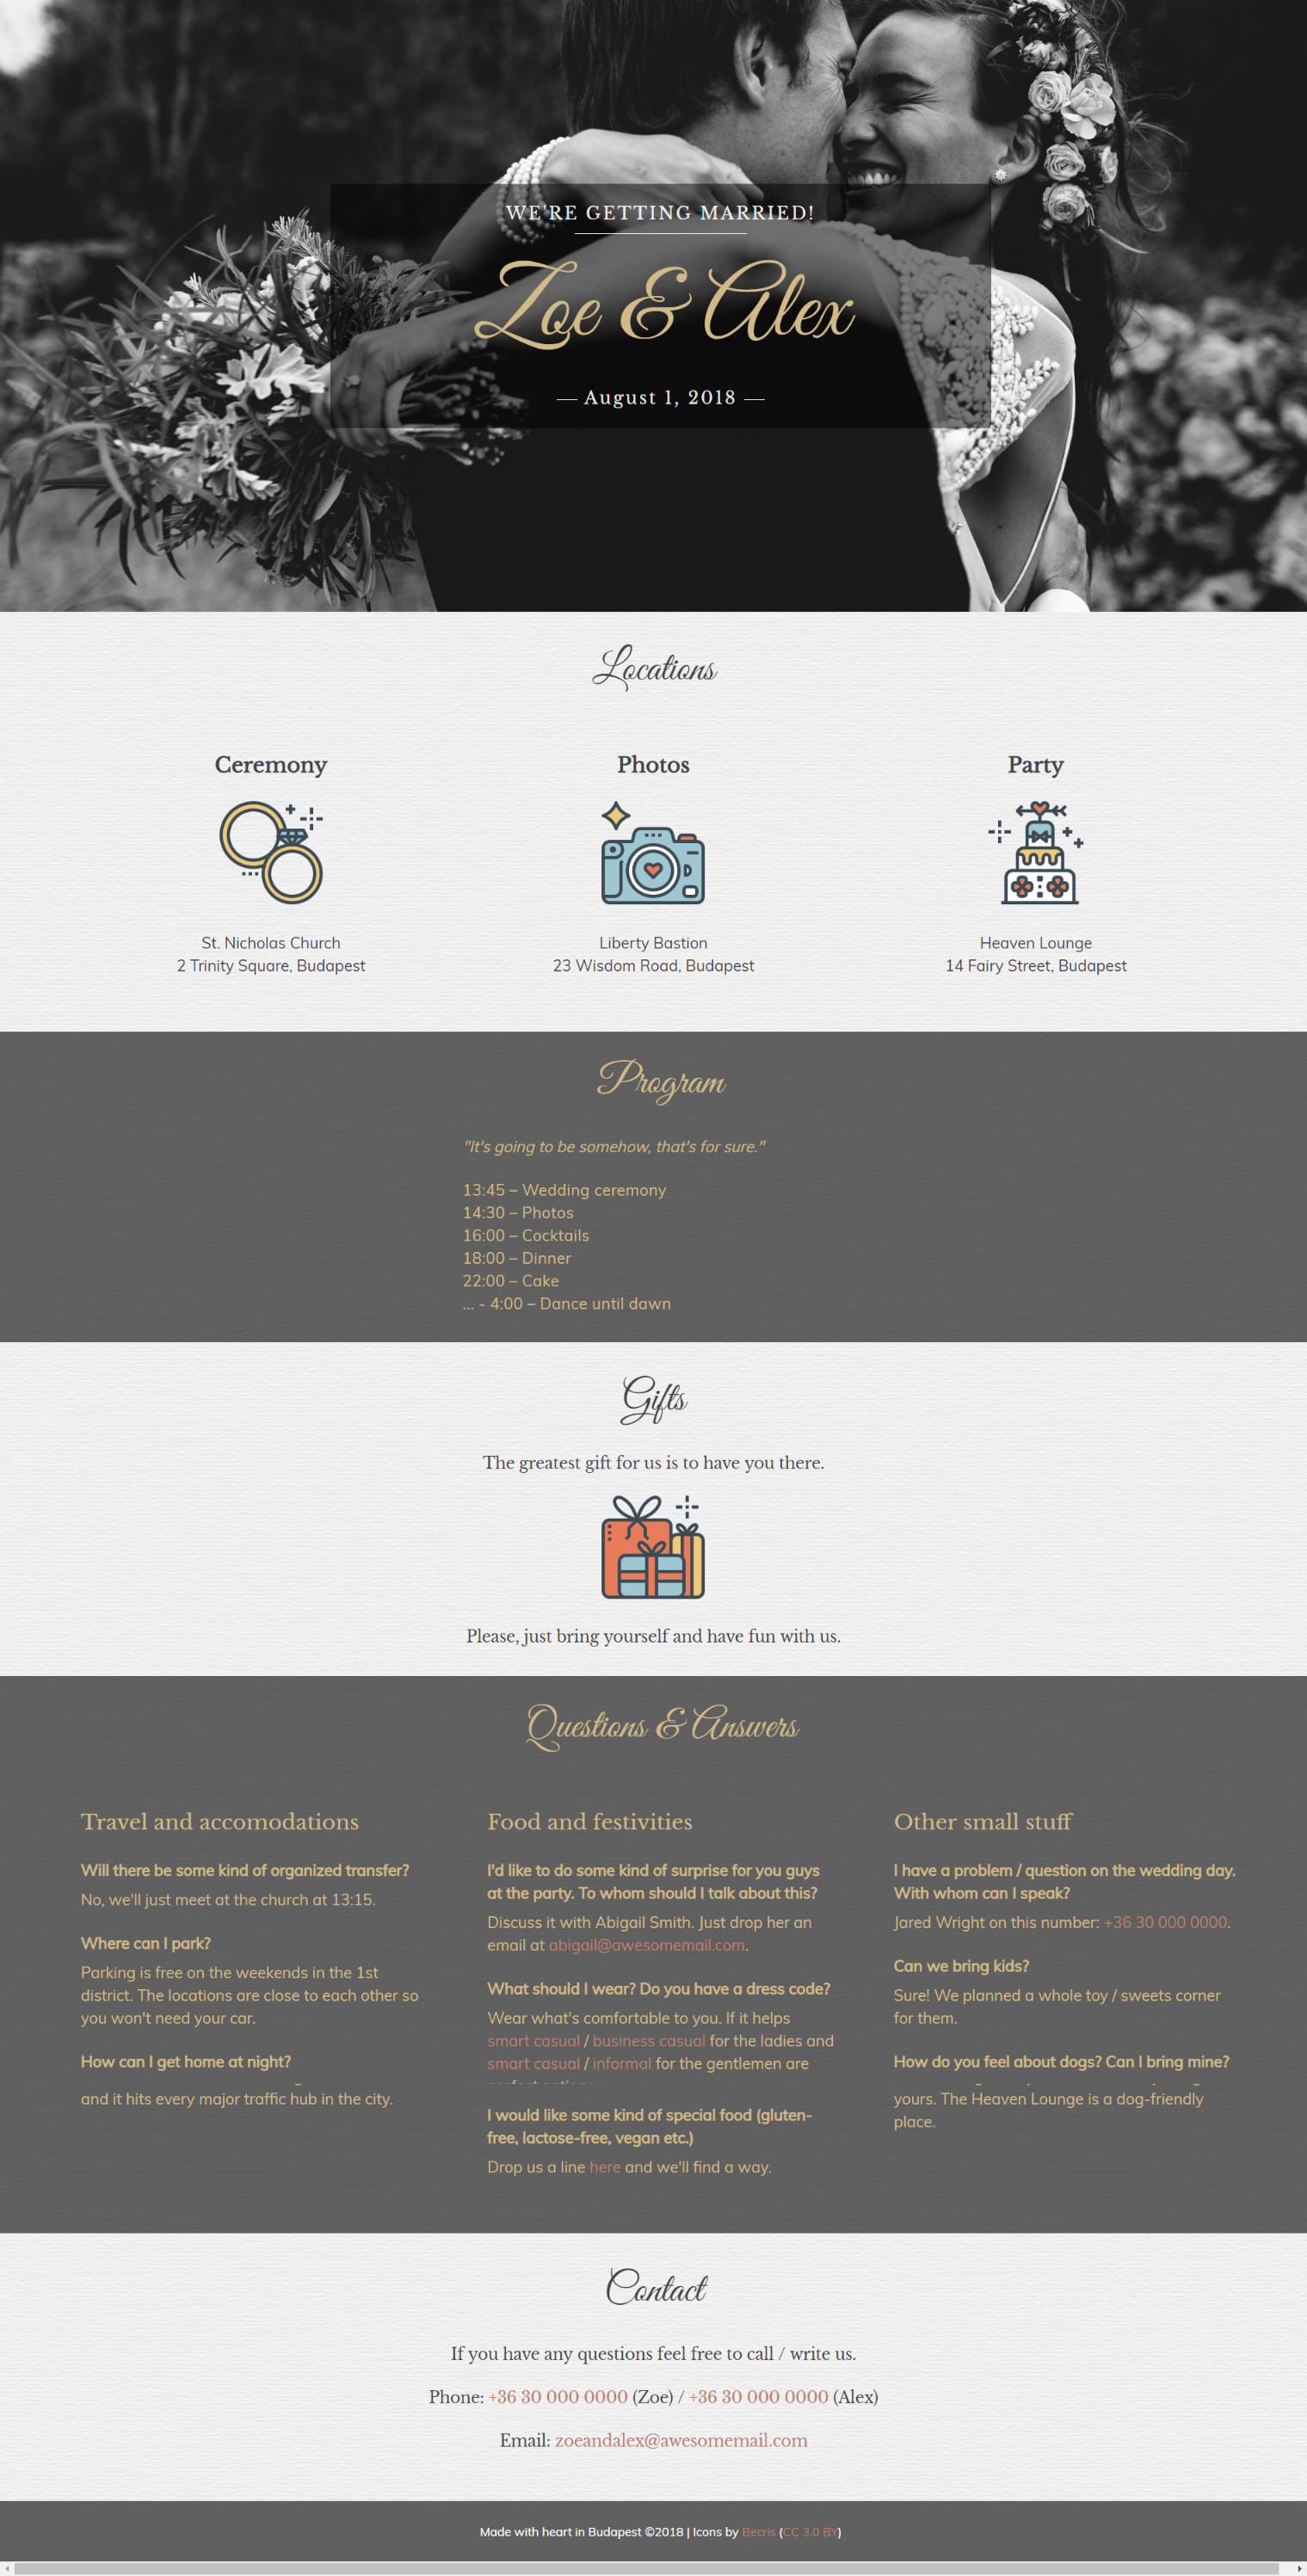 WE'RE GETTING MARRIED!
Zoe & Alex
— August 1, 2018 —
Locations
Ceremony
St. Nicholas Church
2 Trinity Square, Budapest
Photos
Liberty Bastion
23 Wisdom Road, Budapest
Party
Heaven Lounge
14 Fairy Street, Budapest
Program
"It's going to be somehow, that's for sure."
13:45 – Wedding ceremony
14:30 – Photos
16:00 – Cocktails
18:00 – Dinner
22:00 – Cake
... - 4:00 – Dance until dawn
Gifts
The greatest gift for us is to have you there.
Please, just bring yourself and have fun with us.
Questions & Answers
Travel and accomodations
Will there be some kind of organized transfer?
No, we'll just meet at the church at 13:15.
Where can I park?
Parking is free on the weekends in the 1st
district. The locations are close to each other so
you won't need your car.
How can I get home at night?
and it hits every major traffic hub in the city.
Food and festivities
I'd like to do some kind of surprise for you guys
at the party. To whom should I talk about this?
Discuss it with Abigail Smith. Just drop her an
email at abigail@awesomemail.com.
What should I wear? Do you have a dress code?
Wear what's comfortable to you. If it helps
smart casual / business casual for the ladies and
smart casual / informal for the gentlemen are
I would like some kind of special food (gluten-
free, lactose-free, vegan etc.)
Drop us a line here and we'll find a way.
Other small stuff
I have a problem / question on the wedding day.
With whom can I speak?
Jared Wright on this number: +36 30 000 0000.
Can we bring kids?
Sure! We planned a whole toy / sweets corner
for them.
How do you feel about dogs? Can I bring mine?
yours. The Heaven Lounge is a dog-friendly
place.
Contact
If you have any questions feel free to call / write us.
Phone: +36 30 000 0000 (Zoe) / +36 30 000 0000 (Alex)
Email: zoeandalex@awesomemail.com
Made with heart in Budapest ©2018 | Icons by Becris (CC 3.0 BY)